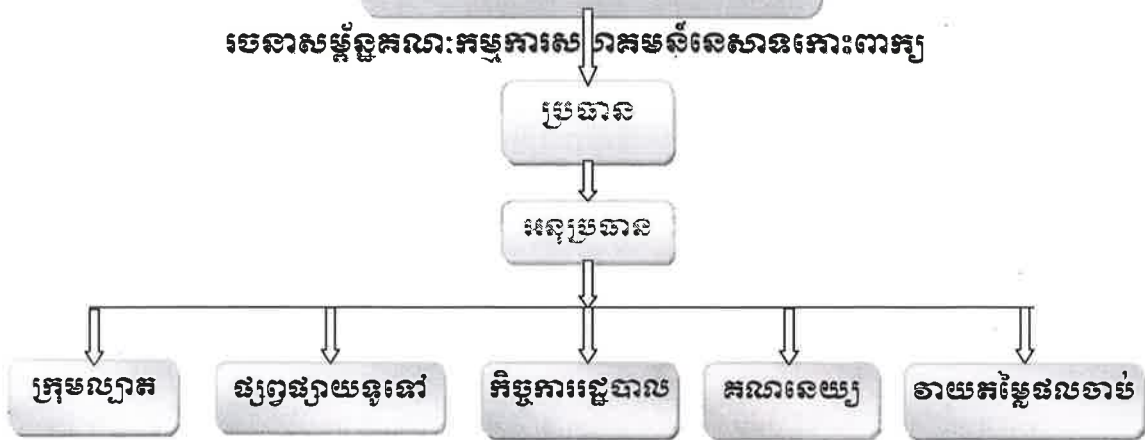 រចនាសម្ព័ន្ធគណៈកម្មការសហគមន៍នេសាទកោះពាក្យ
ប្រធាន
អនុប្រធាន
ក្រុមល្បាត
ផ្សព្វផ្សាយទូទៅ
កិច្ចការរដ្ឋបាល
គណនេយ្យ
វាយតម្លៃផលចាប់